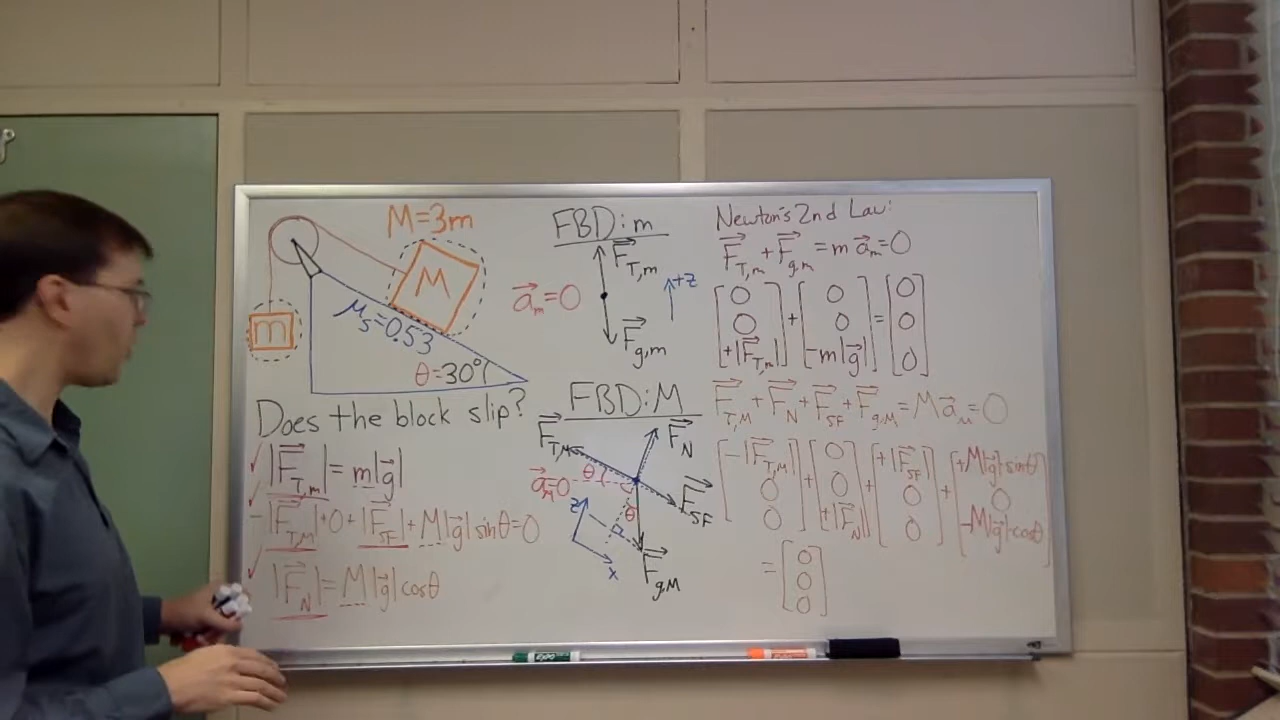 M=3m
M
m
μs=0.53
θ=30°
Does the block slip?
|F⃗T,m|=m|g⃗|
-|F⃗T,M|+0+|F⃗SF|+M|g⃗|sinθ=0
|F⃗N|=M|g⃗|cosθ
FBD:m
F⃗T,m
a⃗m=0
+z
F⃗g,m
FBD:M
F⃗T,M
F⃗N
θ
a⃗M=0
θ
F⃗SF
z
x
F⃗g,M
Newton's 2nd Law:
F⃗T,m+F⃗g,m=m a⃗m=0
[0 0 +|F⃗T,m|]+[0 0 -m|g⃗|]=[0 0 0]
F⃗T,M+F⃗N+F⃗SF+F⃗g,M=Ma⃗M=0
[-|F⃗T,M| 0 0]+[0 0 +|F⃗N|]+[+|F⃗SF| 0 0]+[+M|g⃗|sinθ 0 -M|g⃗|cosθ]
=[0 0 0]